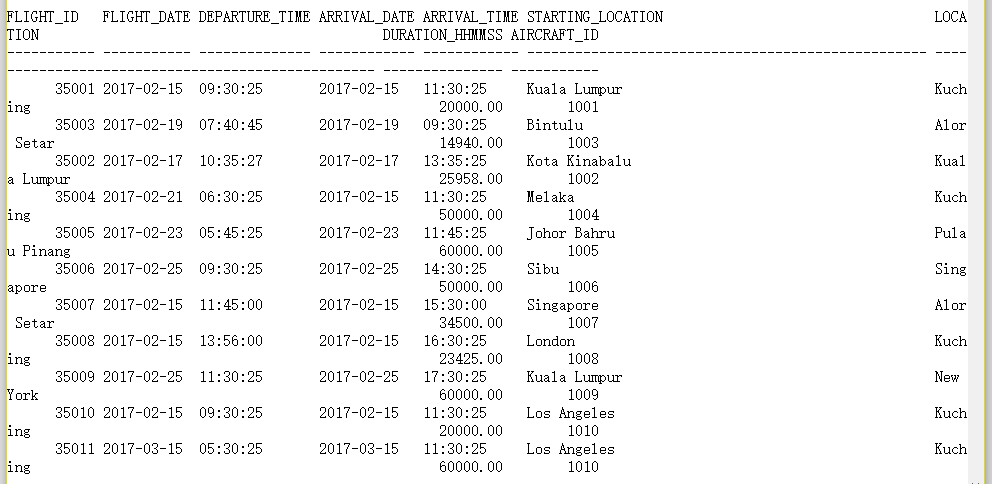 FLIGHT_ID FLIGHT_DATE DEPARTURE_TIME ARRIVAL_DATE ARRIVAL_TIME STARTING_LOCATION LOCA
TION DURATION_HHMMSS AIRCRAFT_ID
----------- ----------- -------------- ------------ ------------ -------------------------------------------------- ----
---------------------------------------------- --------------- -----------
35001 2017-02-15 09:30:25 2017-02-15 11:30:25 Kuala Lumpur Kuch
ing 20000.00 1001
35003 2017-02-19 07:40:45 2017-02-19 09:30:25 Bintulu Alor
Setar 14940.00 1003
35002 2017-02-17 10:35:27 2017-02-17 13:35:25 Kota Kinabalu Kual
a Lumpur 25958.00 1002
35004 2017-02-21 06:30:25 2017-02-15 11:30:25 Melaka Kuch
ing 50000.00 1004
35005 2017-02-23 05:45:25 2017-02-23 11:45:25 Johor Bahru Pula
u Pinang 60000.00 1005
35006 2017-02-25 09:30:25 2017-02-25 14:30:25 Sibu Sing
apore 50000.00 1006
35007 2017-02-15 11:45:00 2017-02-15 15:30:00 Singapore Alor
Setar 34500.00 1007
35008 2017-02-15 13:56:00 2017-02-15 16:30:25 London Kuch
ing 23425.00 1008
35009 2017-02-25 11:30:25 2017-02-25 17:30:25 Kuala Lumpur New
York 60000.00 1009
35010 2017-02-15 09:30:25 2017-02-15 11:30:25 Los Angeles Kuch
ing 20000.00 1010
35011 2017-03-15 05:30:25 2017-03-15 11:30:25 Los Angeles Kuch
ing 60000.00 1010